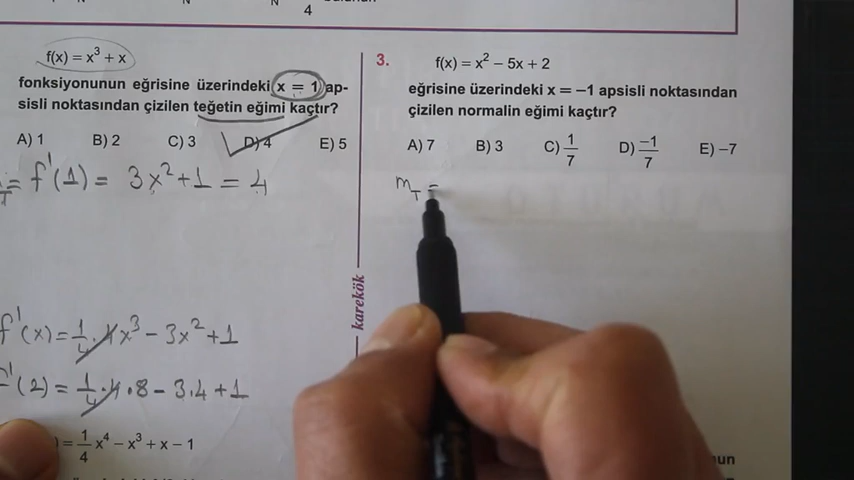 4
f(x) = x³ + x
fonksiyonunun eğrisine üzerindeki x = 1 ap-
sisli noktasından çizilen teğetin eğimi kaçtır?
A) 1 B) 2 C) 3 D) 4 E) 5
T = f'(1) = 3x² + 1 = 4
f'(x) = 1/4 . 4x³ - 3x² + 1
f'(2) = 1/4 . 4 . 8 - 3.4 + 1
) = 1/4 x⁴ – x³ + x – 1
karekök
3. f(x) = x² – 5x + 2
eğrisine üzerindeki x = –1 apsisli noktasından
çizilen normalin eğimi kaçtır?
A) 7 B) 3 C) 1/7 D) –1/7 E) –7
m_T =